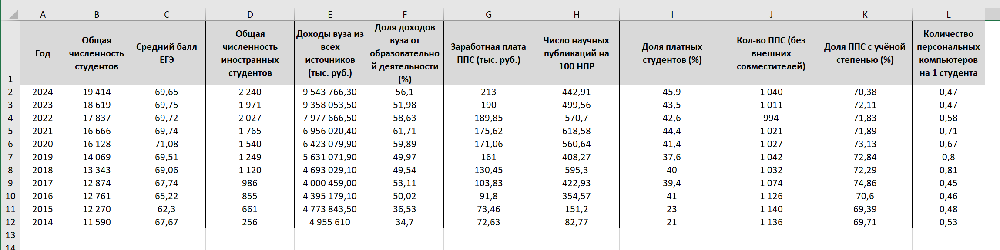 A B C D E F G H I J K L
1 Год Общая численность студентов Средний балл ЕГЭ Общая численность иностранных студентов Доходы вуза из всех источников (тыс. руб.) Доля доходов вуза от образовательной деятельности (%) Заработная плата ППС (тыс. руб.) Число научных публикаций на 100 НПР Доля платных студентов (%) Кол-во ППС (без внешних совместителей) Доля ППС с учёной степенью (%) Количество персональных компьютеров на 1 студента
2 2024 19 414 69,65 2 240 9 543 766,30 56,1 213 442,91 45,9 1 040 70,38 0,47
3 2023 18 619 69,75 1 971 9 358 053,50 51,98 190 499,56 43,5 1 011 72,11 0,47
4 2022 17 837 69,72 2 027 7 977 666,50 58,63 189,85 570,7 42,6 994 71,83 0,58
5 2021 16 666 69,74 1 765 6 956 020,40 61,71 175,62 618,58 44,4 1 021 71,89 0,71
6 2020 16 128 71,08 1 540 6 423 079,90 59,89 171,06 560,64 41,4 1 027 73,13 0,67
7 2019 14 069 69,51 1 249 5 631 071,90 49,97 161 408,27 37,6 1 042 72,84 0,8
8 2018 13 343 69,06 1 120 4 693 029,10 49,54 130,45 595,3 40 1 032 72,29 0,81
9 2017 12 874 67,74 986 4 000 459,00 53,11 103,83 422,93 39,4 1 074 74,86 0,45
10 2016 12 761 65,22 855 4 395 179,10 50,02 91,8 354,57 41 1 126 70,6 0,46
11 2015 12 270 62,3 661 4 773 843,50 36,53 73,46 151,2 23 1 140 69,39 0,48
12 2014 11 590 67,67 256 4 955 610 34,7 72,63 82,77 21 1 136 69,71 0,53
13
14